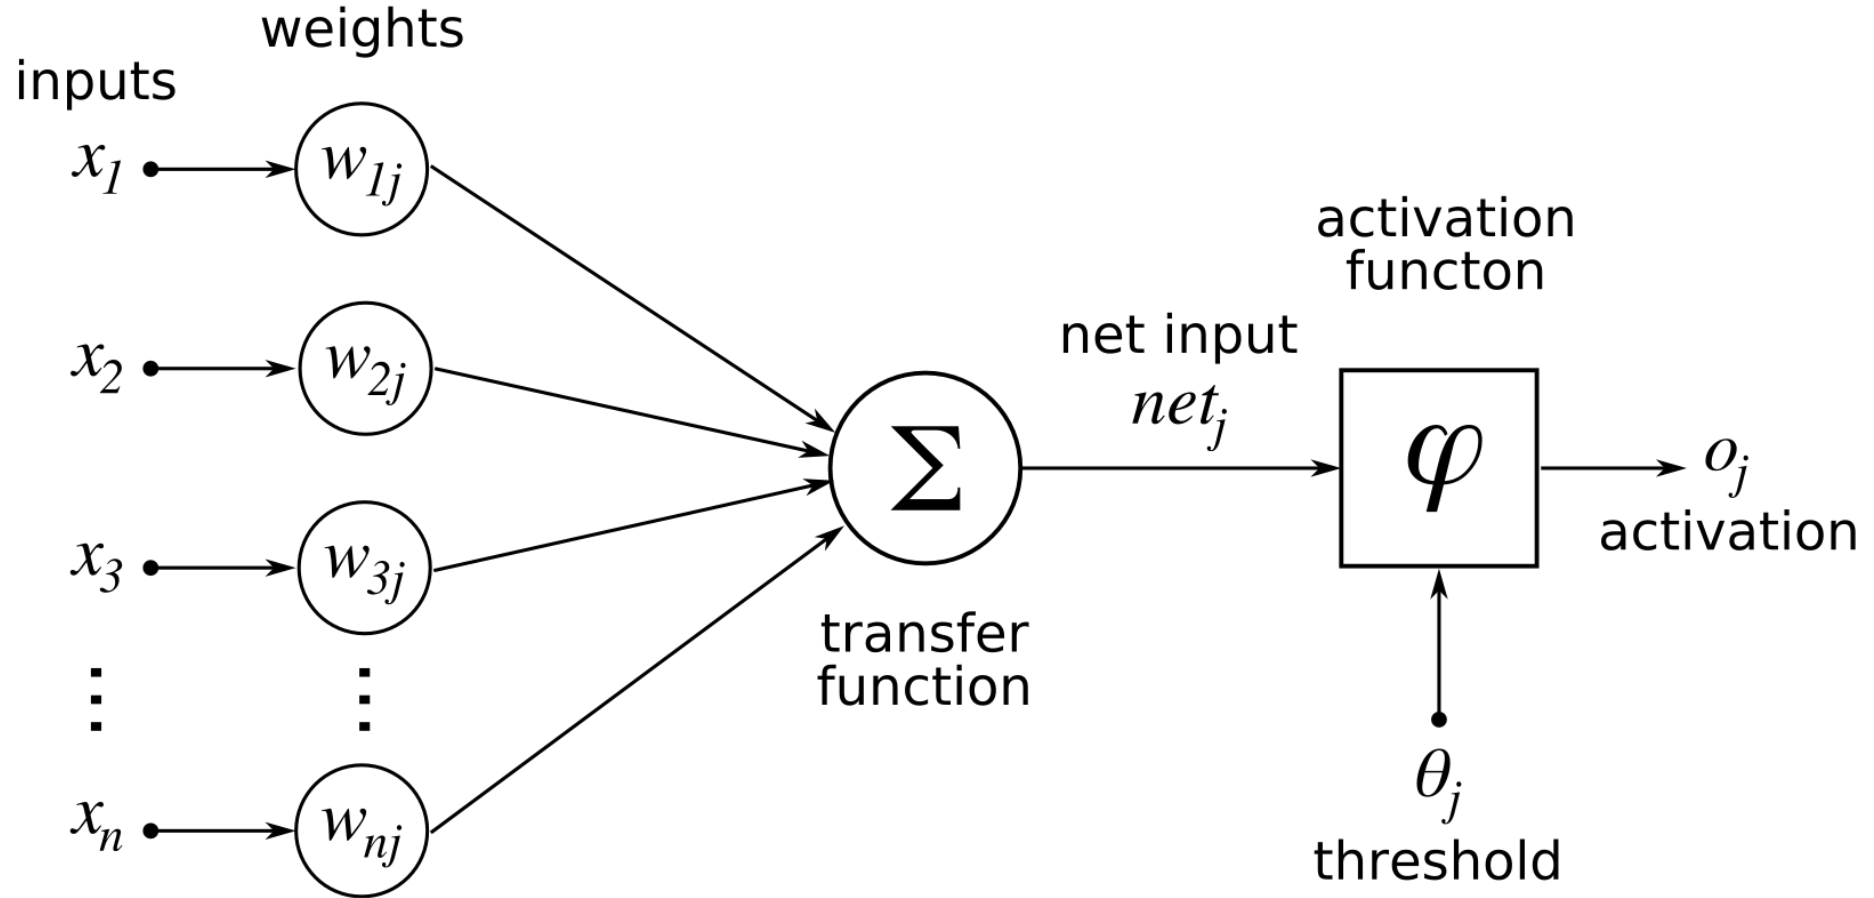 weights
inputs
x1
w1j
x2
w2j
x3
w3j
⋮ ⋮
xn
wnj
Σ
transfer
function
net input
netj
activation
functon
φ
oj
activation
θj
threshold